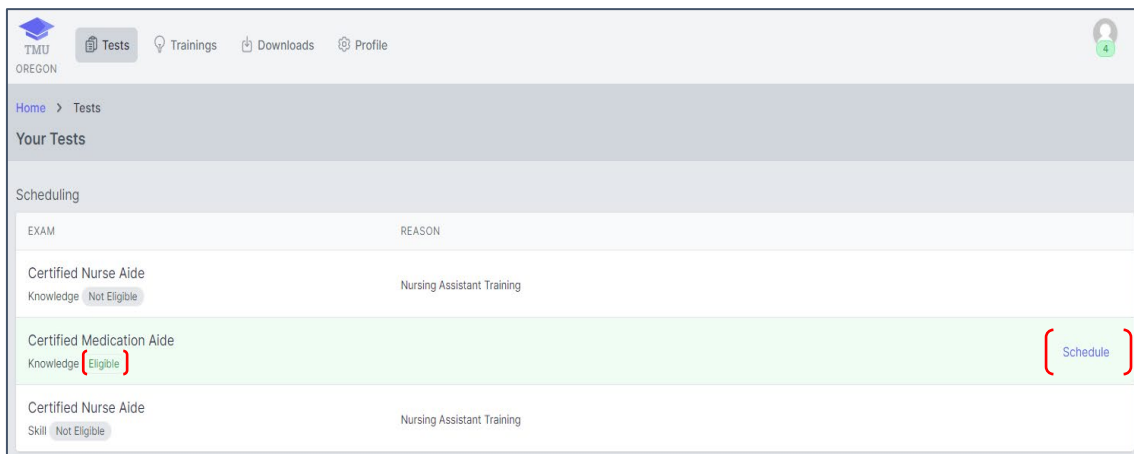 TMU
OREGON
Tests Trainings Downloads Profile
4
Home > Tests
Your Tests
Scheduling
EXAM REASON
Certified Nurse Aide
Knowledge Not Eligible
Nursing Assistant Training
Certified Medication Aide
Knowledge Eligible
Schedule
Certified Nurse Aide
Skill Not Eligible
Nursing Assistant Training